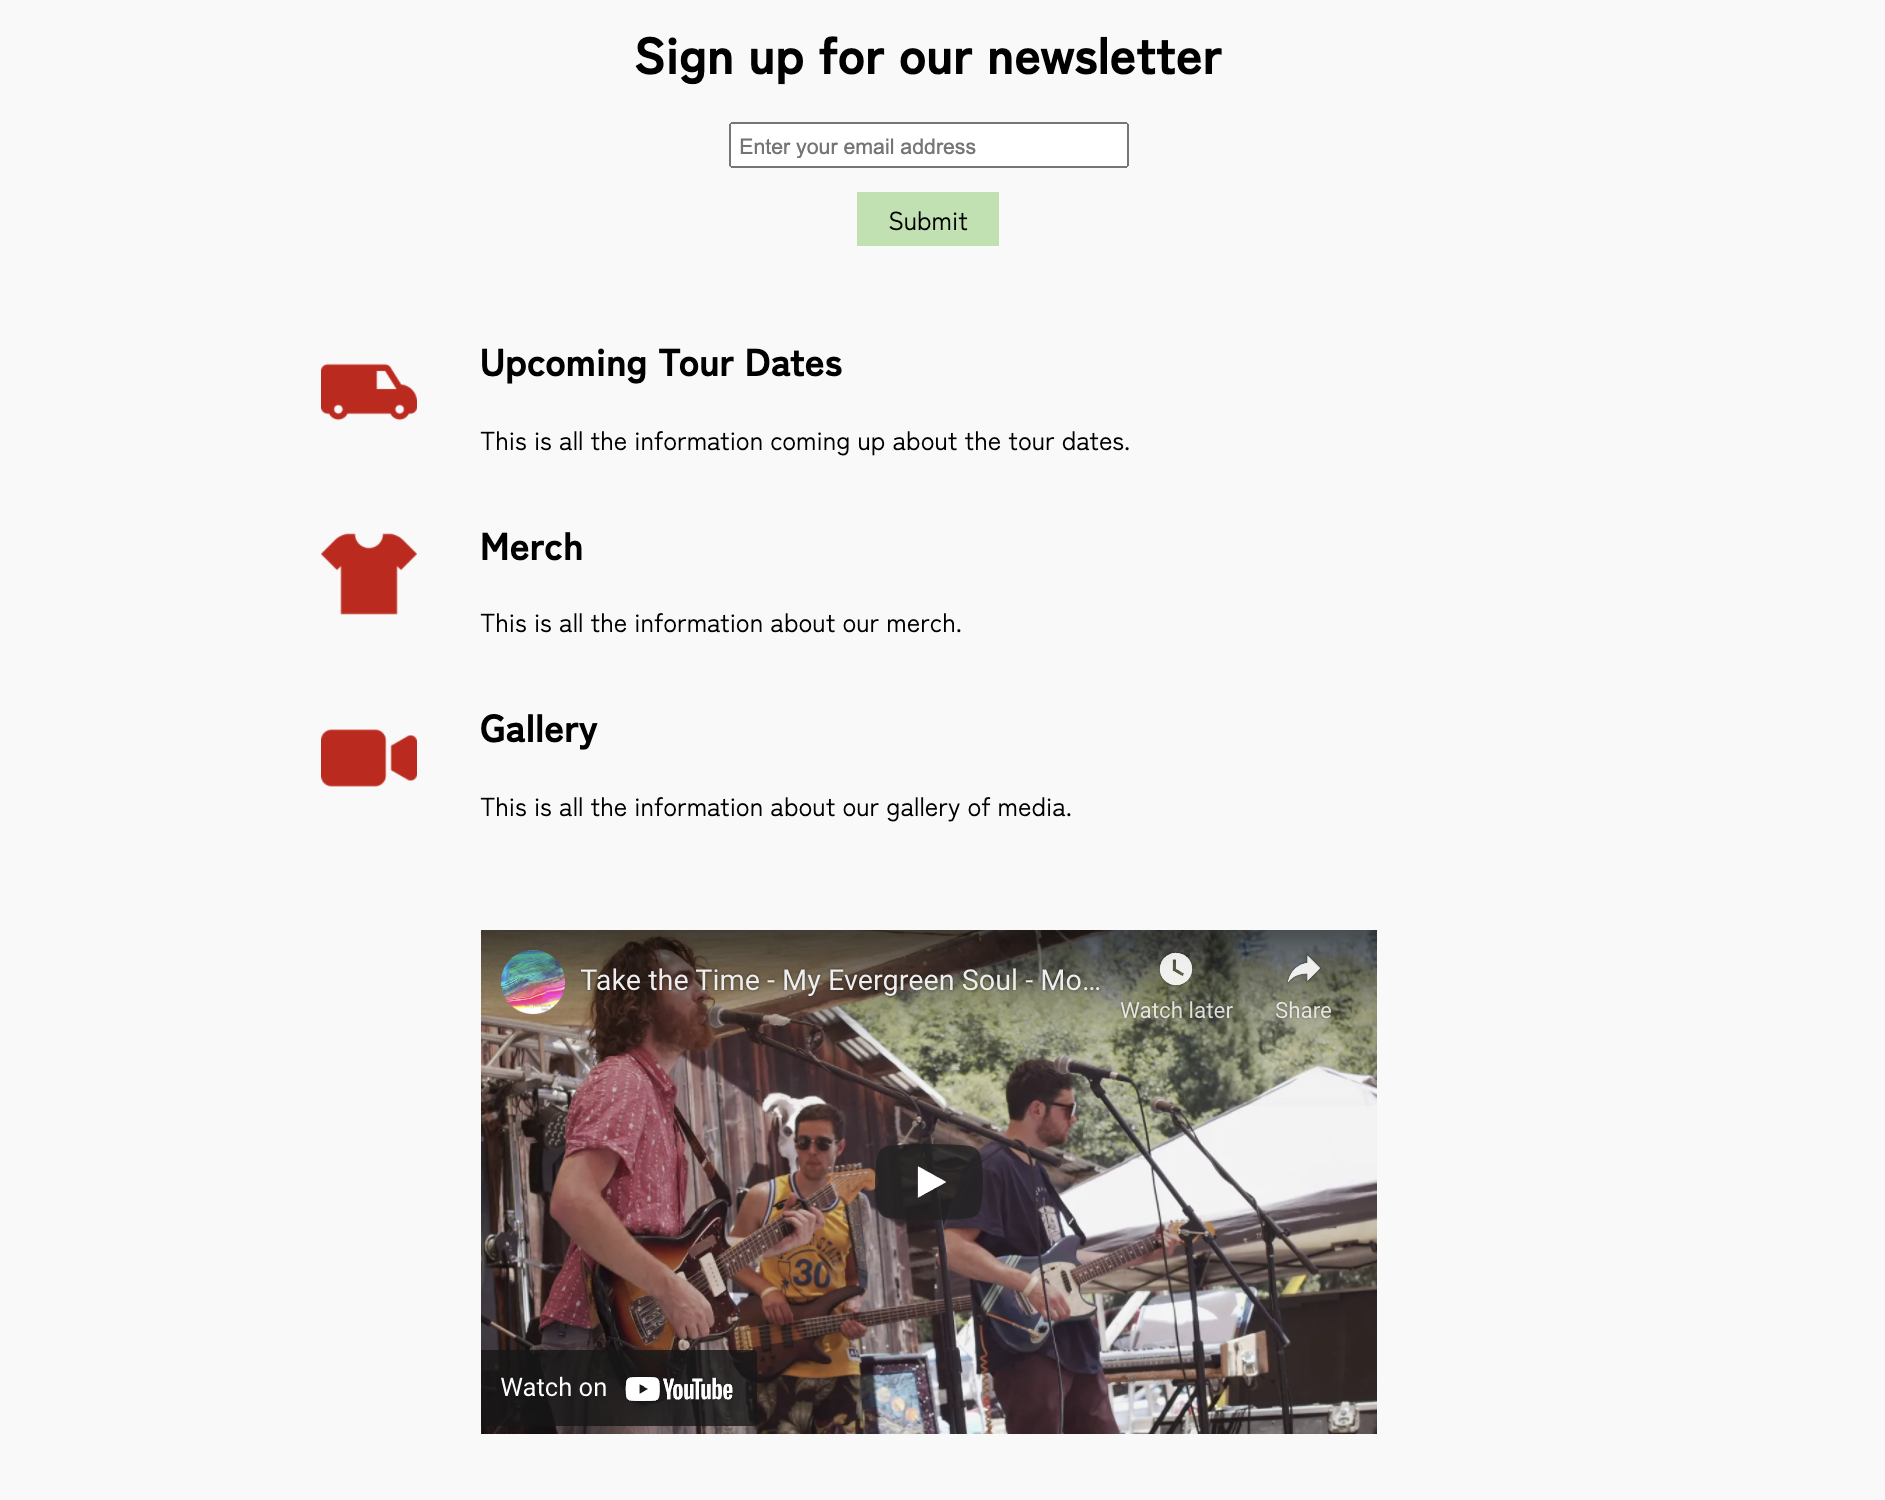 Sign up for our newsletter
Enter your email address
Submit
Upcoming Tour Dates
This is all the information coming up about the tour dates.
Merch
This is all the information about our merch.
Gallery
This is all the information about our gallery of media.
Take the Time - My Evergreen Soul - Mo...
Watch later
Share
30
Watch on YouTube